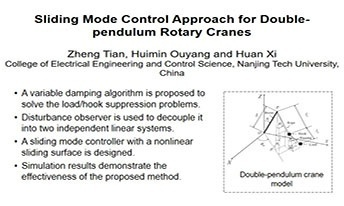 Sliding Mode Control Approach for Double-
pendulum Rotary Cranes
Zheng Tian, Huimin Ouyang and Huan Xi
College of Electrical Engineering and Control Science, Nanjing Tech University,
China
• A variable damping algorithm is proposed to
solve the load/hook suppression problems.
• Disturbance observer is used to decouple it
into two independent linear systems.
• A sliding mode controller with a nonlinear
sliding surface is designed.
• Simulation results demonstrate the
effectiveness of the proposed method.
Double-pendulum crane
model